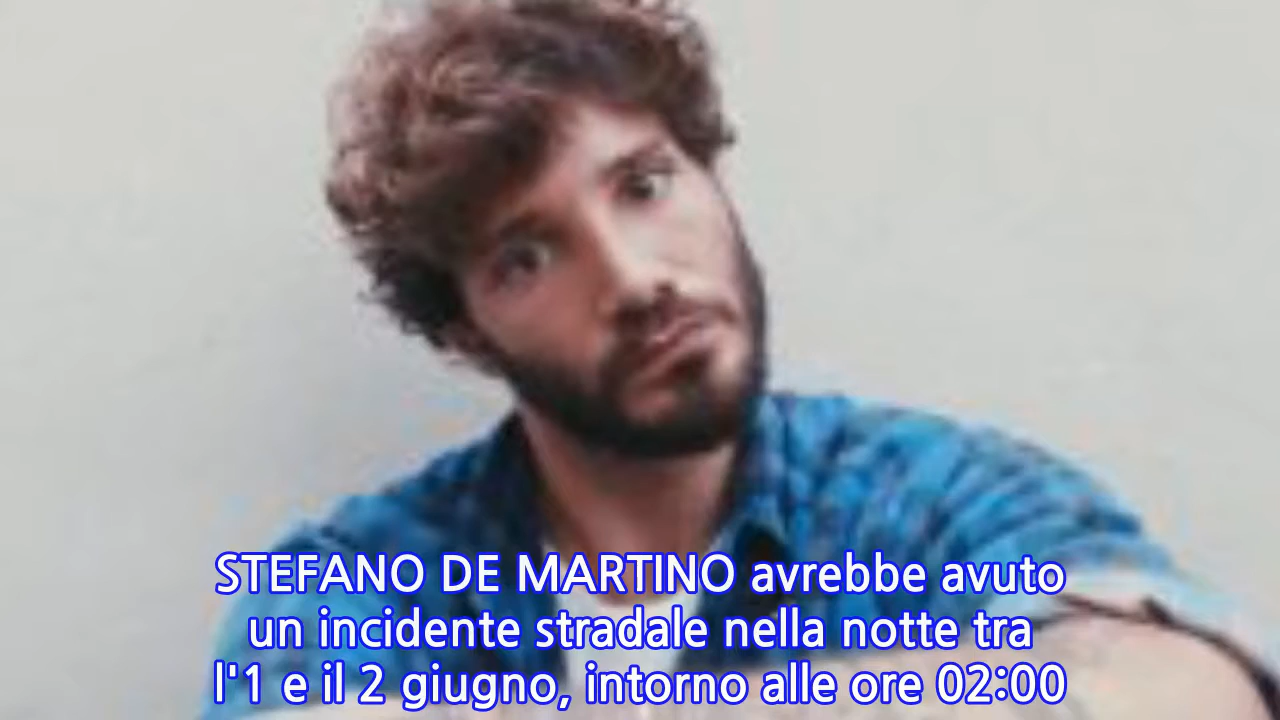 STEFANO DE MARTINO avrebbe avuto
un incidente stradale nella notte tra
l'1 e il 2 giugno, intorno alle ore 02:00